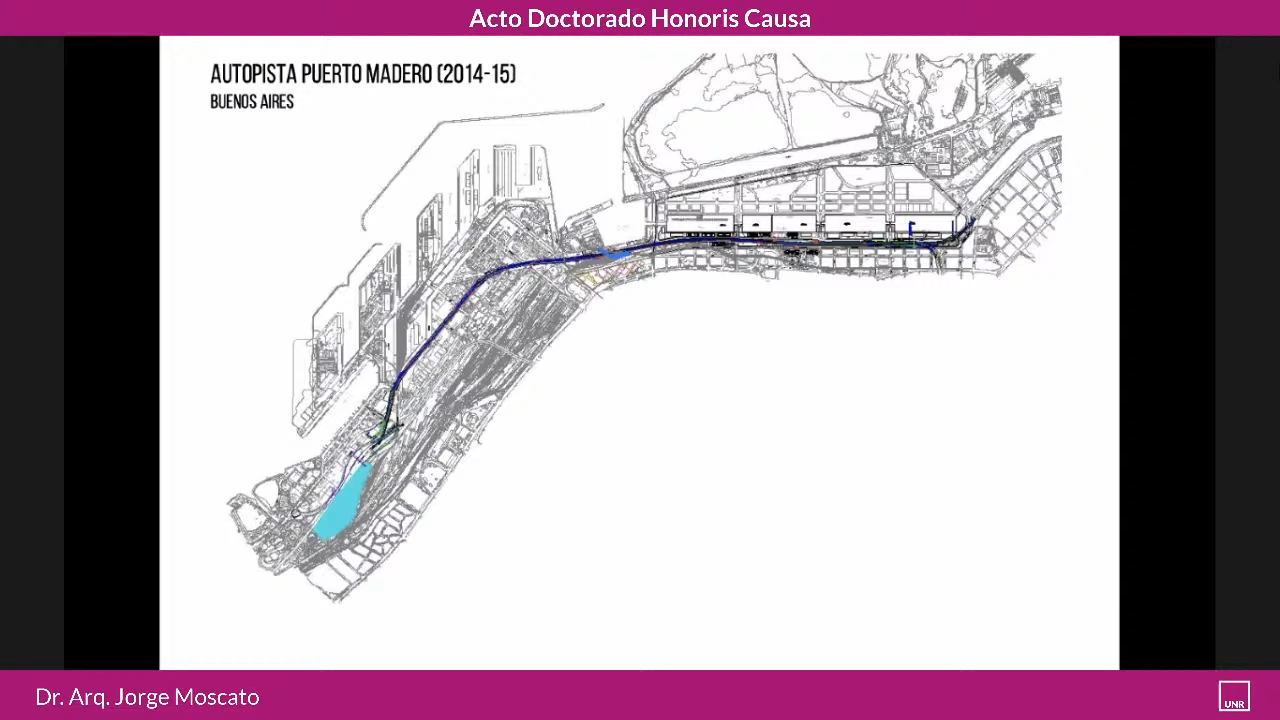 Acto Doctorado Honoris Causa
AUTOPISTA PUERTO MADERO (2014-15)
BUENOS AIRES
Dr. Arq. Jorge Moscato
UNR